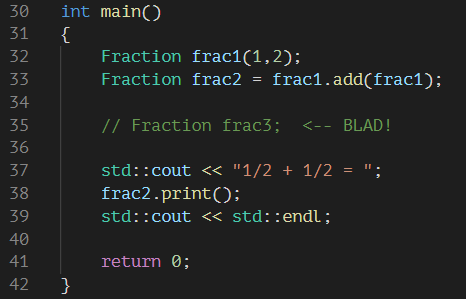 30 int main()
31 {
32     Fraction frac1(1,2);
33     Fraction frac2 = frac1.add(frac1);
34
35     // Fraction frac3;  <-- BLAD!
36
37     std::cout << "1/2 + 1/2 = ";
38     frac2.print();
39     std::cout << std::endl;
40
41     return 0;
42 }